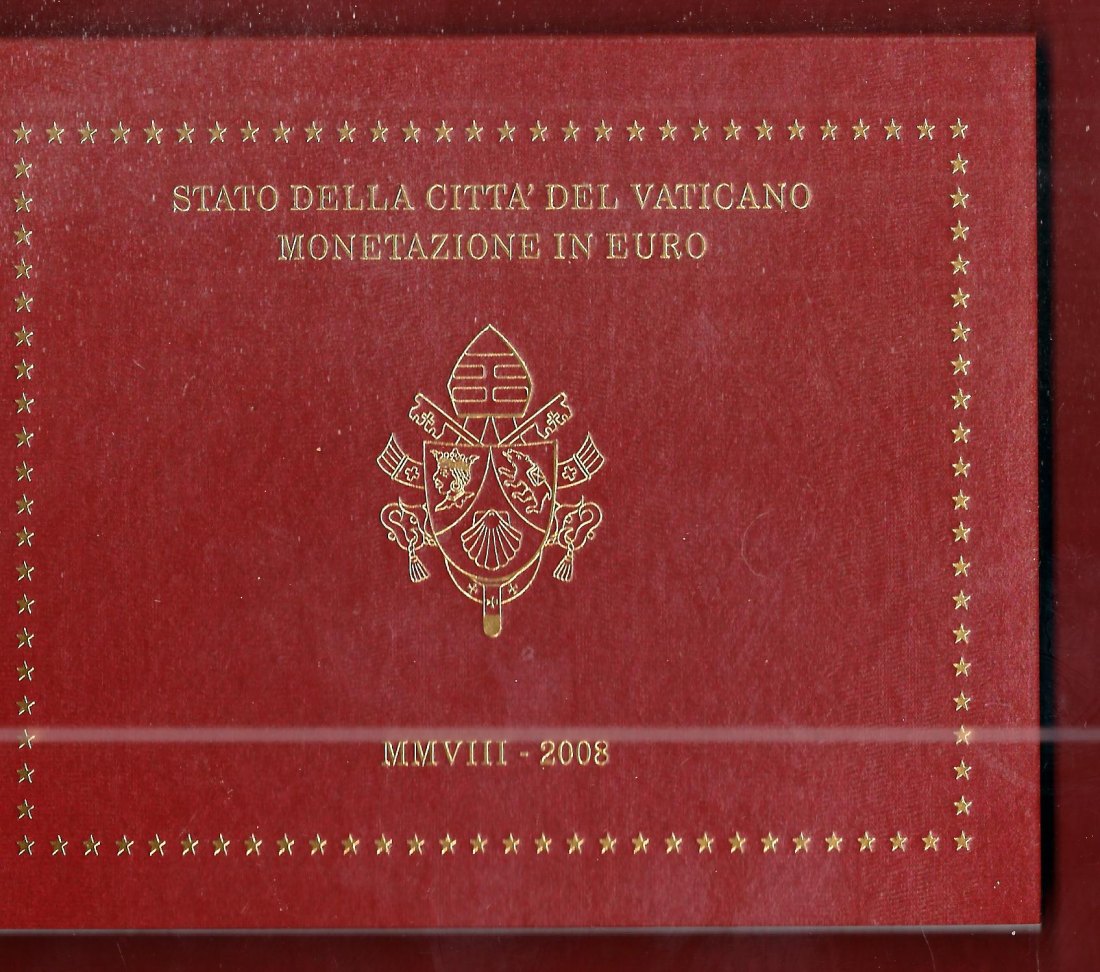 STATO DELLA CITTA' DEL VATICANO
MONETAZIONE IN EURO
MMVIII - 2008